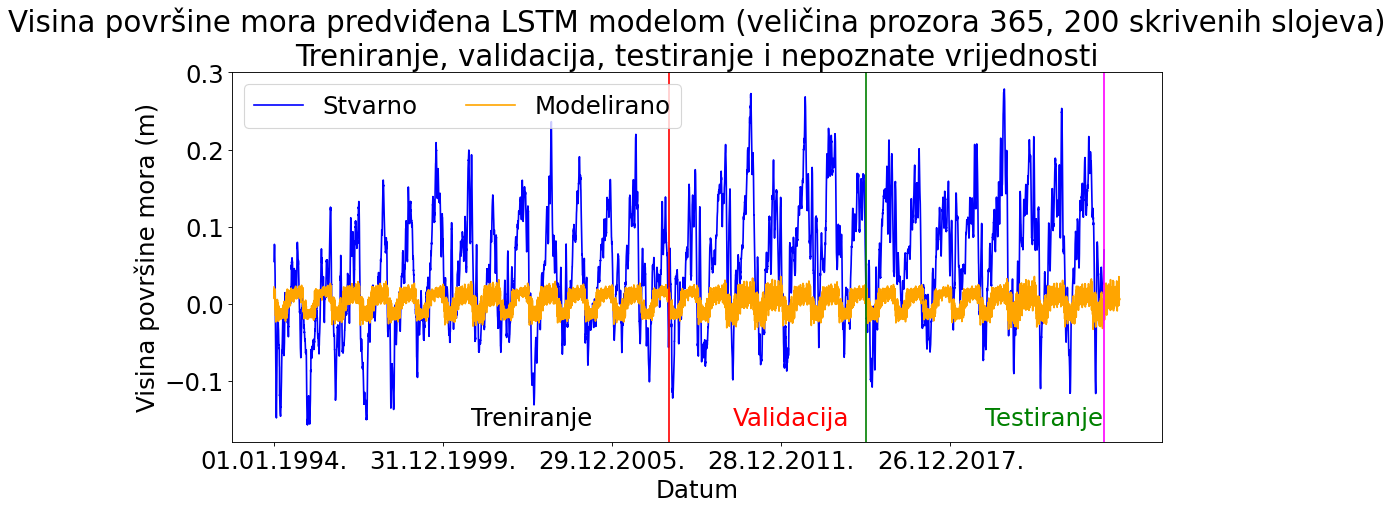 Visina površine mora predviđena LSTM modelom (veličina prozora 365, 200 skrivenih slojeva)
Treniranje, validacija, testiranje i nepoznate vrijednosti
Stvarno
Modelirano
Visina površine mora (m)
0.3
0.2
0.1
0.0
−0.1
Treniranje
Validacija
Testiranje
01.01.1994.
31.12.1999.
29.12.2005.
28.12.2011.
26.12.2017.
Datum